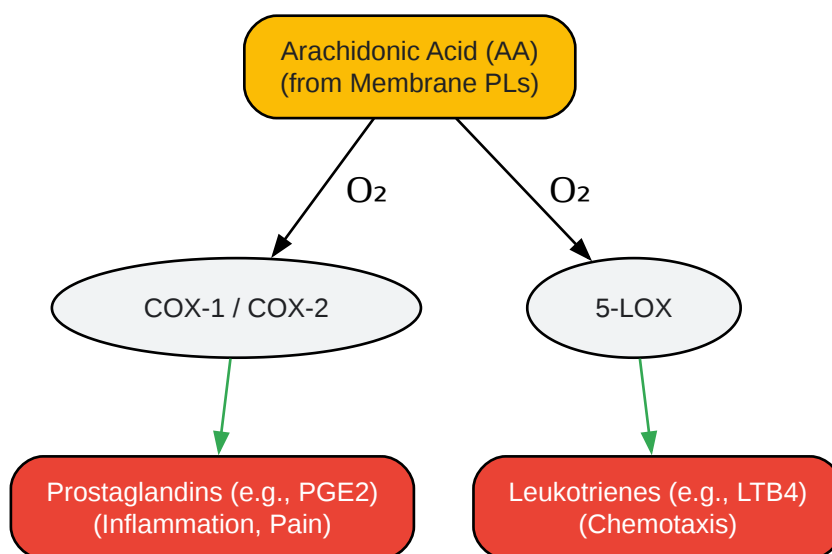 Arachidonic Acid (AA)
(from Membrane PLs)
O₂
O₂
COX-1 / COX-2
5-LOX
Prostaglandins (e.g., PGE2)
(Inflammation, Pain)
Leukotrienes (e.g., LTB4)
(Chemotaxis)